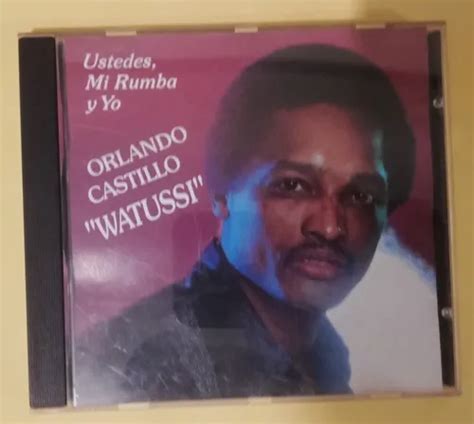 Ustedes,
Mi Rumba
y Yo
ORLANDO
CASTILLO
"WATUSSI"